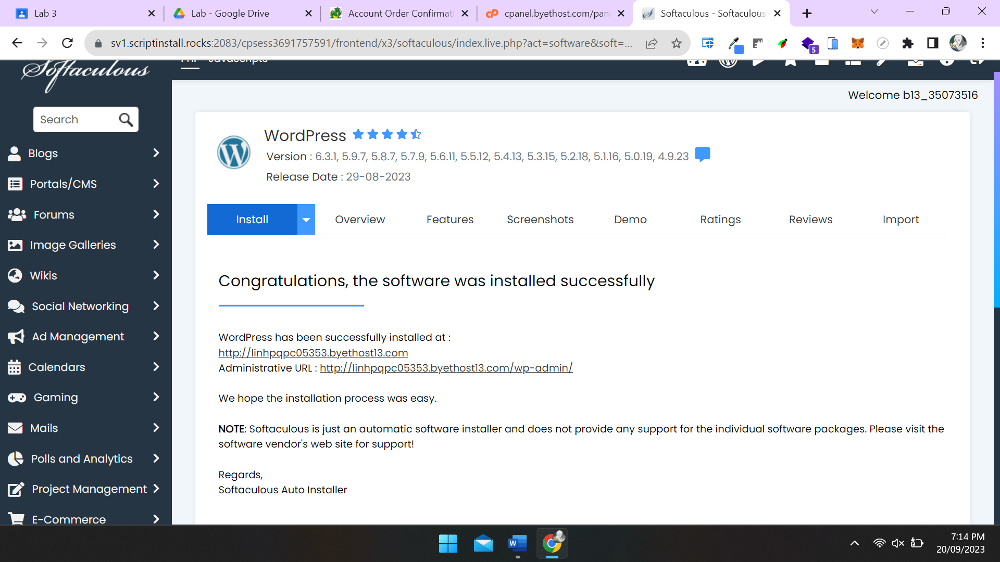 Lab 3
Lab - Google Drive
Account Order Confirmati
cpanel.byethost.com/pan
Softaculous - Softaculous
sv1.scriptinstall.rocks:2083/cpsess3691757591/frontend/x3/softaculous/index.live.php?act=software&soft=...
5
Softaculous
PHP JavaScripts
Welcome b13_35073516
Search
Blogs
Portals/CMS
Forums
Image Galleries
Wikis
Social Networking
Ad Management
Calendars
Gaming
Mails
Polls and Analytics
Project Management
E-Commerce
WordPress
Version : 6.3.1, 5.9.7, 5.8.7, 5.7.9, 5.6.11, 5.5.12, 5.4.13, 5.3.15, 5.2.18, 5.1.16, 5.0.19, 4.9.23
Release Date : 29-08-2023
Install
Overview
Features
Screenshots
Demo
Ratings
Reviews
Import
Congratulations, the software was installed successfully
WordPress has been successfully installed at :
http://linhpqpc05353.byethost13.com
Administrative URL : http://linhpqpc05353.byethost13.com/wp-admin/
We hope the installation process was easy.
NOTE: Softaculous is just an automatic software installer and does not provide any support for the individual software packages. Please visit the
software vendor's web site for support!
Regards,
Softaculous Auto Installer
7:14 PM
20/09/2023